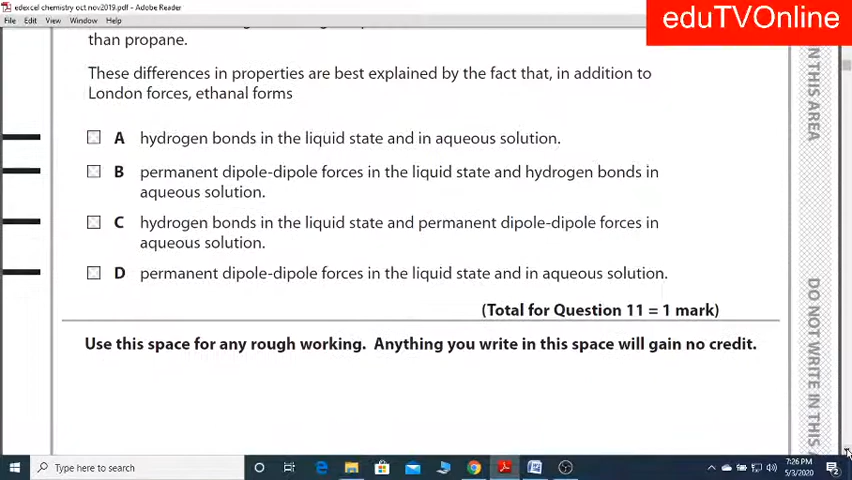 edexcel chemistry oct nov2019.pdf - Adobe Reader
File Edit View Window Help
eduTVOnline
than propane.
These differences in properties are best explained by the fact that, in addition to
London forces, ethanal forms
A hydrogen bonds in the liquid state and in aqueous solution.
B permanent dipole-dipole forces in the liquid state and hydrogen bonds in
aqueous solution.
C hydrogen bonds in the liquid state and permanent dipole-dipole forces in
aqueous solution.
D permanent dipole-dipole forces in the liquid state and in aqueous solution.
(Total for Question 11 = 1 mark)
Use this space for any rough working. Anything you write in this space will gain no credit.
N THIS AREA
DO NOT WRITE IN THIS
Type here to search
7:26 PM
5/3/2020
2